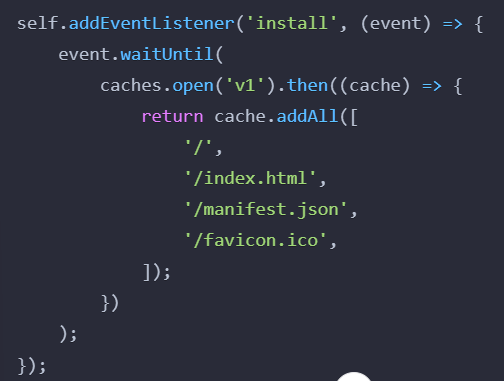 self.addEventListener('install', (event) => {
    event.waitUntil(
        caches.open('v1').then((cache) => {
            return cache.addAll([
                '/',
                '/index.html',
                '/manifest.json',
                '/favicon.ico',
            ]);
        })
    );
});